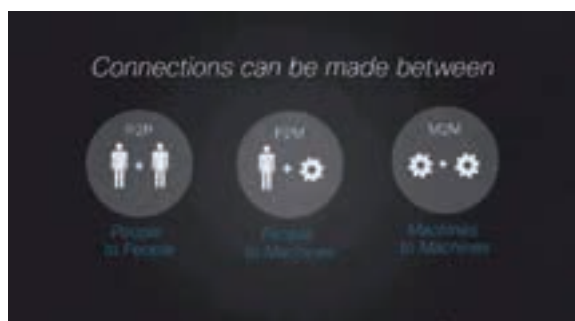 Connections can be made between
P2P
P2M
M2M
People
to People
People
to Machines
Machines
to Machines